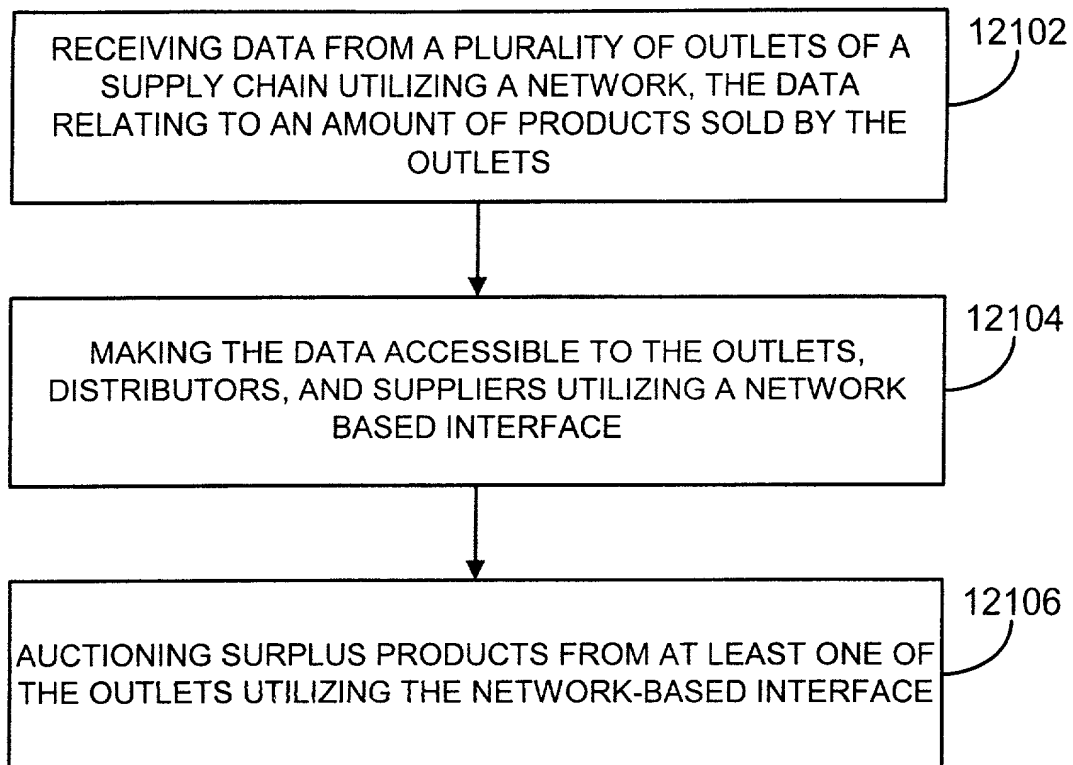 RECEIVING DATA FROM A PLURALITY OF OUTLETS OF A
SUPPLY CHAIN UTILIZING A NETWORK, THE DATA
RELATING TO AN AMOUNT OF PRODUCTS SOLD BY THE
OUTLETS
12102
MAKING THE DATA ACCESSIBLE TO THE OUTLETS,
DISTRIBUTORS, AND SUPPLIERS UTILIZING A NETWORK
BASED INTERFACE
12104
AUCTIONING SURPLUS PRODUCTS FROM AT LEAST ONE OF
THE OUTLETS UTILIZING THE NETWORK-BASED INTERFACE
12106